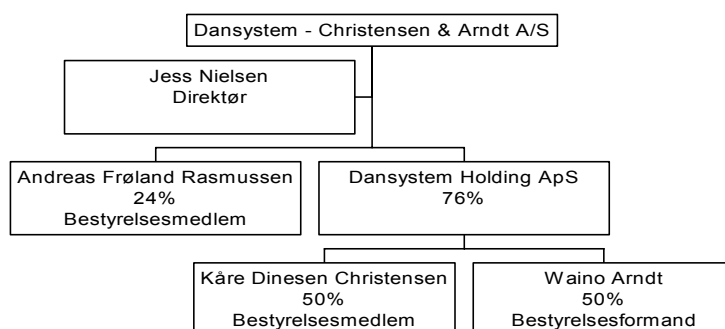 Dansystem - Christensen & Arndt A/S
Jess Nielsen
Direktør
Andreas Frøland Rasmussen
24%
Bestyrelsesmedlem
Dansystem Holding ApS
76%
Kåre Dinesen Christensen
50%
Bestyrelsesmedlem
Waino Arndt
50%
Bestyrelsesformand